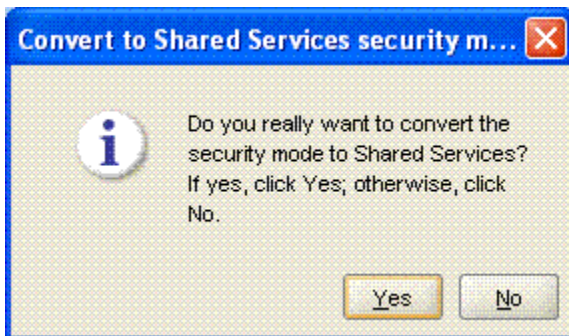 Convert to Shared Services security m...
Do you really want to convert the
security mode to Shared Services?
If yes, click Yes; otherwise, click
No.
Yes No